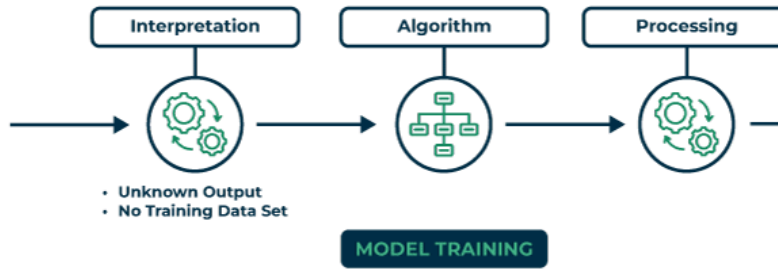 Interpretation
Algorithm
Processing
• Unknown Output
• No Training Data Set
MODEL TRAINING